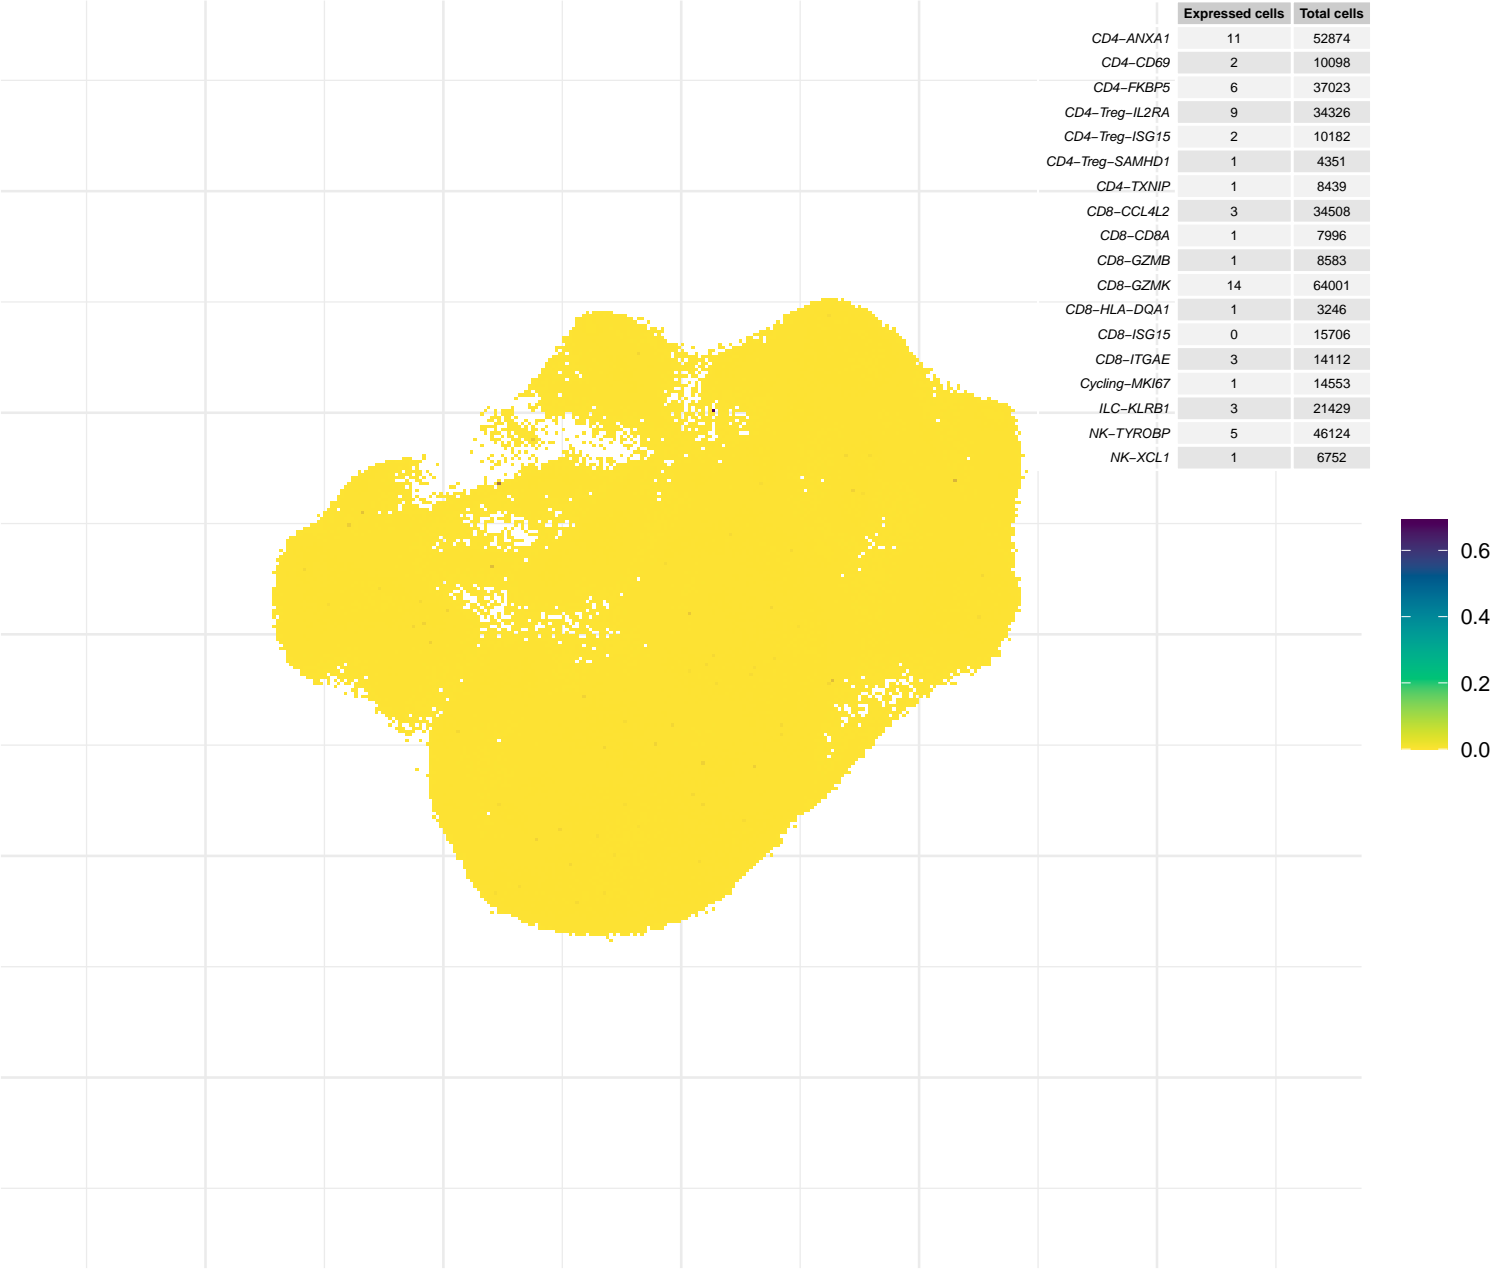 Expressed cells Total cells
CD4−ANXA1 11 52874
CD4−CD69 2 10098
CD4−FKBP5 6 37023
CD4−Treg−IL2RA 9 34326
CD4−Treg−ISG15 2 10182
CD4−Treg−SAMHD1 1 4351
CD4−TXNIP 1 8439
CD8−CCL4L2 3 34508
CD8−CD8A 1 7996
CD8−GZMB 1 8583
CD8−GZMK 14 64001
CD8−HLA−DQA1 1 3246
CD8−ISG15 0 15706
CD8−ITGAE 3 14112
Cycling−MKI67 1 14553
ILC−KLRB1 3 21429
NK−TYROBP 5 46124
NK−XCL1 1 6752
0.6
0.4
0.2
0.0